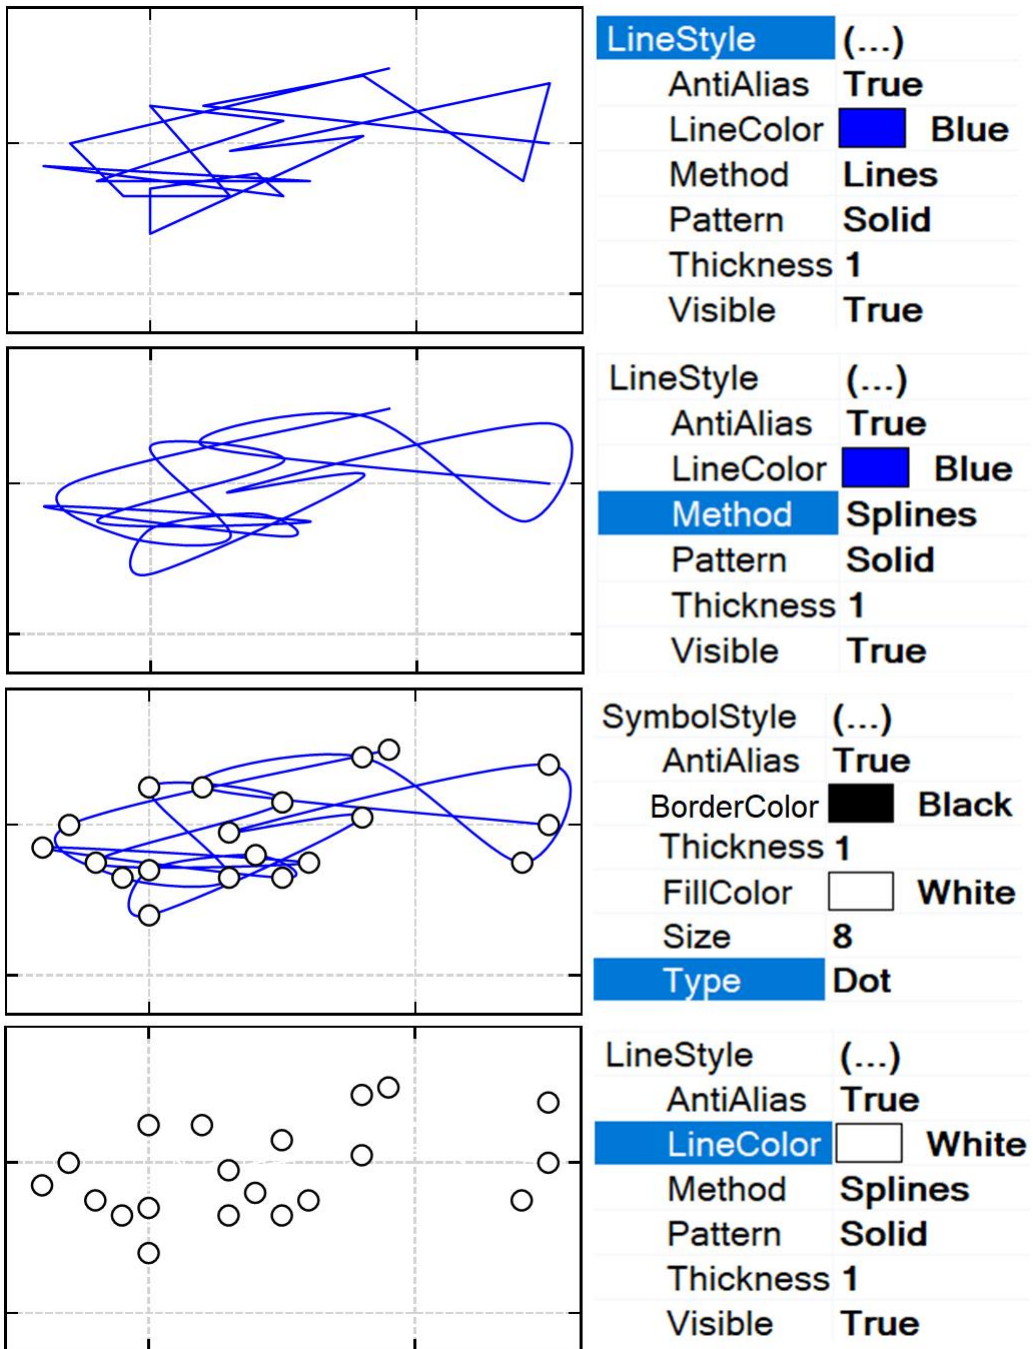 LineStyle (...)
AntiAlias True
LineColor Blue
Method Lines
Pattern Solid
Thickness 1
Visible True
LineStyle (...)
AntiAlias True
LineColor Blue
Method Splines
Pattern Solid
Thickness 1
Visible True
SymbolStyle (...)
AntiAlias True
BorderColor Black
Thickness 1
FillColor White
Size 8
Type Dot
LineStyle (...)
AntiAlias True
LineColor White
Method Splines
Pattern Solid
Thickness 1
Visible True